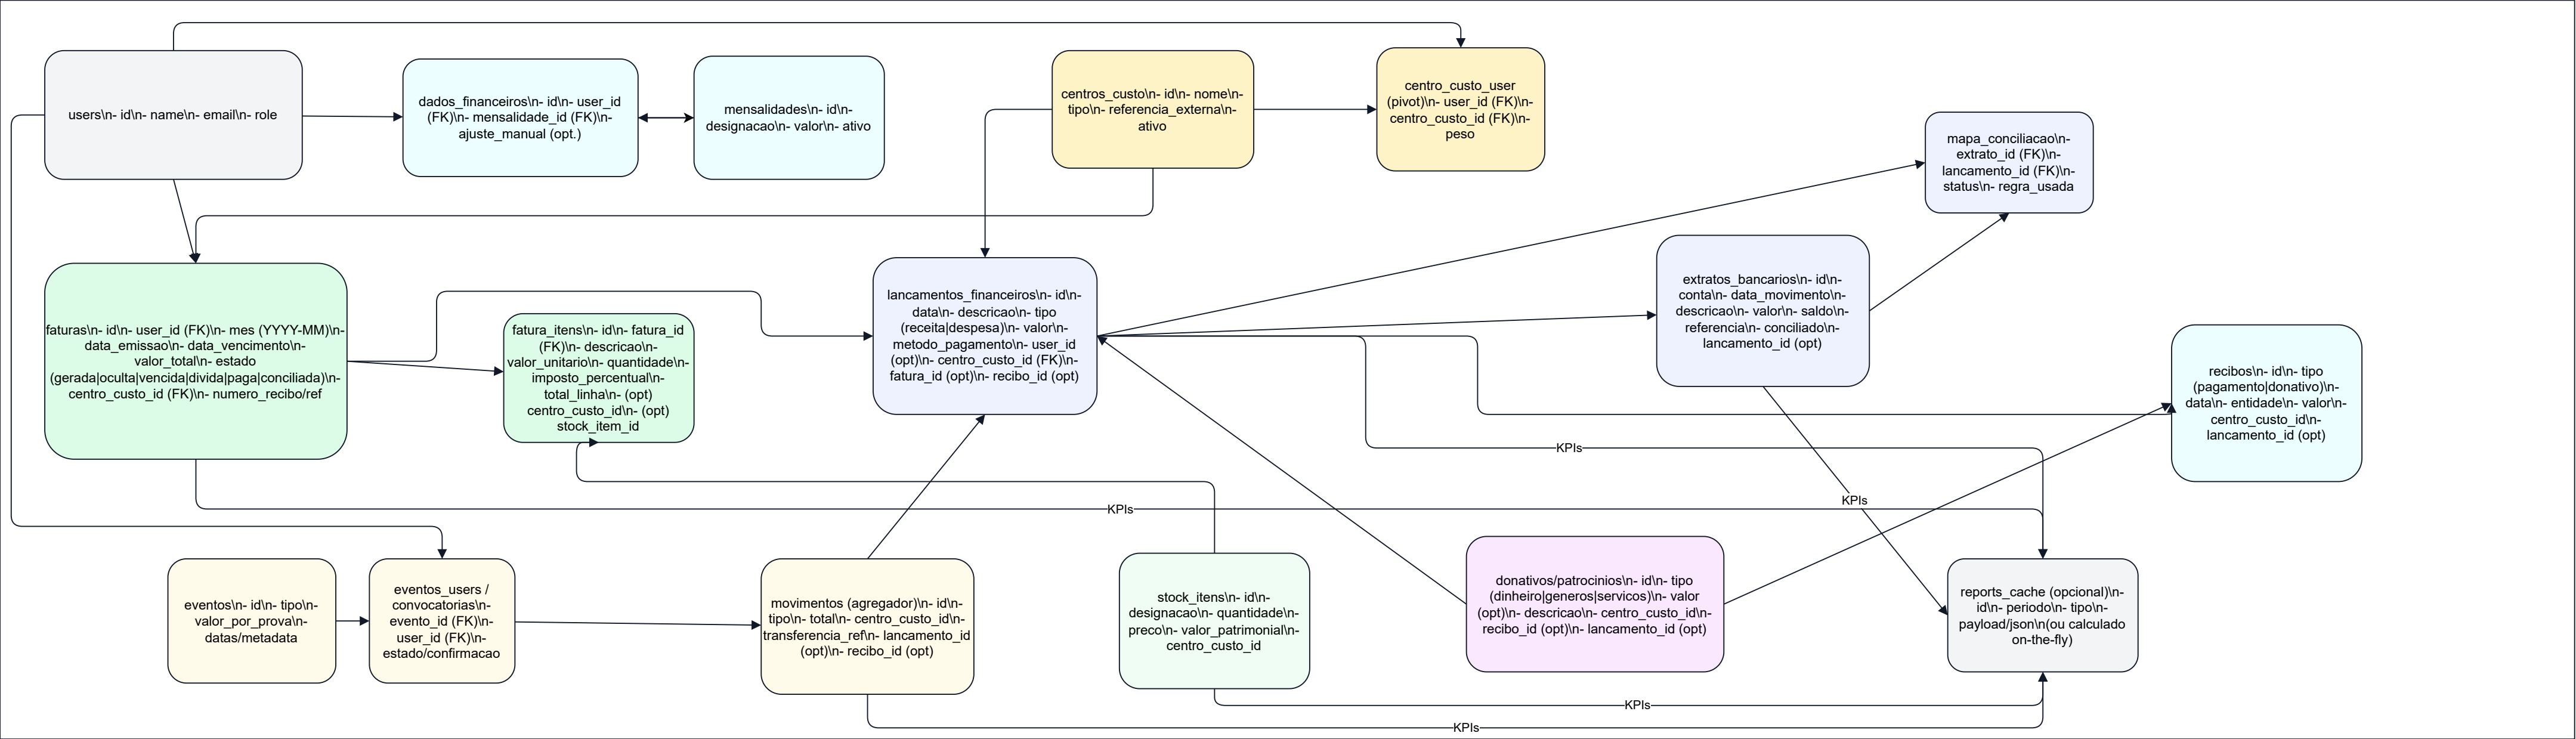 users\n- id\n- name\n- email\n- role
dados_financeiros\n- id\n- user_id
(FK)\n- mensalidade_id (FK)\n-
ajuste_manual (opt.)
mensalidades\n- id\n-
designacao\n- valor\n- ativo
centros_custo\n- id\n- nome\n-
tipo\n- referencia_externa\n-
ativo
centro_custo_user
(pivot)\n- user_id (FK)\n-
centro_custo_id (FK)\n-
peso
mapa_conciliacao\n-
extrato_id (FK)\n-
lancamento_id (FK)\n-
status\n- regra_usada
faturas\n- id\n- user_id (FK)\n- mes (YYYY-MM)\n-
data_emissao\n- data_vencimento\n-
valor_total\n- estado
(gerada|oculta|vencida|divida|paga|conciliada)\n-
centro_custo_id (FK)\n- numero_recibo/ref
fatura_itens\n- id\n- fatura_id
(FK)\n- descricao\n-
valor_unitario\n- quantidade\n-
imposto_percentual\n-
total_linha\n- (opt)
centro_custo_id\n- (opt)
stock_item_id
lancamentos_financeiros\n- id\n-
data\n- descricao\n- tipo
(receita|despesa)\n- valor\n-
metodo_pagamento\n- user_id
(opt)\n- centro_custo_id (FK)\n-
fatura_id (opt)\n- recibo_id (opt)
extratos_bancarios\n- id\n-
conta\n- data_movimento\n-
descricao\n- valor\n- saldo\n-
referencia\n- conciliado\n-
lancamento_id (opt)
recibos\n- id\n- tipo
(pagamento|donativo)\n-
data\n- entidade\n- valor\n-
centro_custo_id\n-
lancamento_id (opt)
KPIs
KPIs
KPIs
eventos\n- id\n- tipo\n-
valor_por_prova\n-
datas/metadata
eventos_users /
convocatorias\n-
evento_id (FK)\n-
user_id (FK)\n-
estado/confirmacao
movimentos (agregador)\n- id\n-
tipo\n- total\n- centro_custo_id\n-
transferencia_ref\n- lancamento_id
(opt)\n- recibo_id (opt)
stock_itens\n- id\n-
designacao\n- quantidade\n-
preco\n- valor_patrimonial\n-
centro_custo_id
donativos/patrocinios\n- id\n- tipo
(dinheiro|generos|servicos)\n- valor
(opt)\n- descricao\n- centro_custo_id\n-
recibo_id (opt)\n- lancamento_id (opt)
reports_cache (opcional)\n-
id\n- periodo\n- tipo\n-
payload/json\n(ou calculado
on-the-fly)
KPIs
KPIs